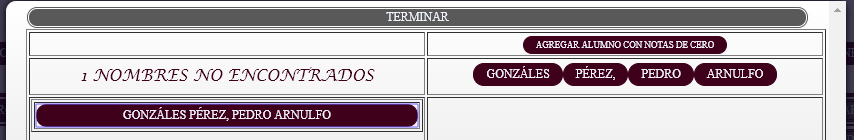 TERMINAR
AGREGAR ALUMNO CON NOTAS DE CERO
1 NOMBRES NO ENCONTRADOS
GONZÁLES PÉREZ, PEDRO ARNULFO
GONZÁLES PÉREZ, PEDRO ARNULFO